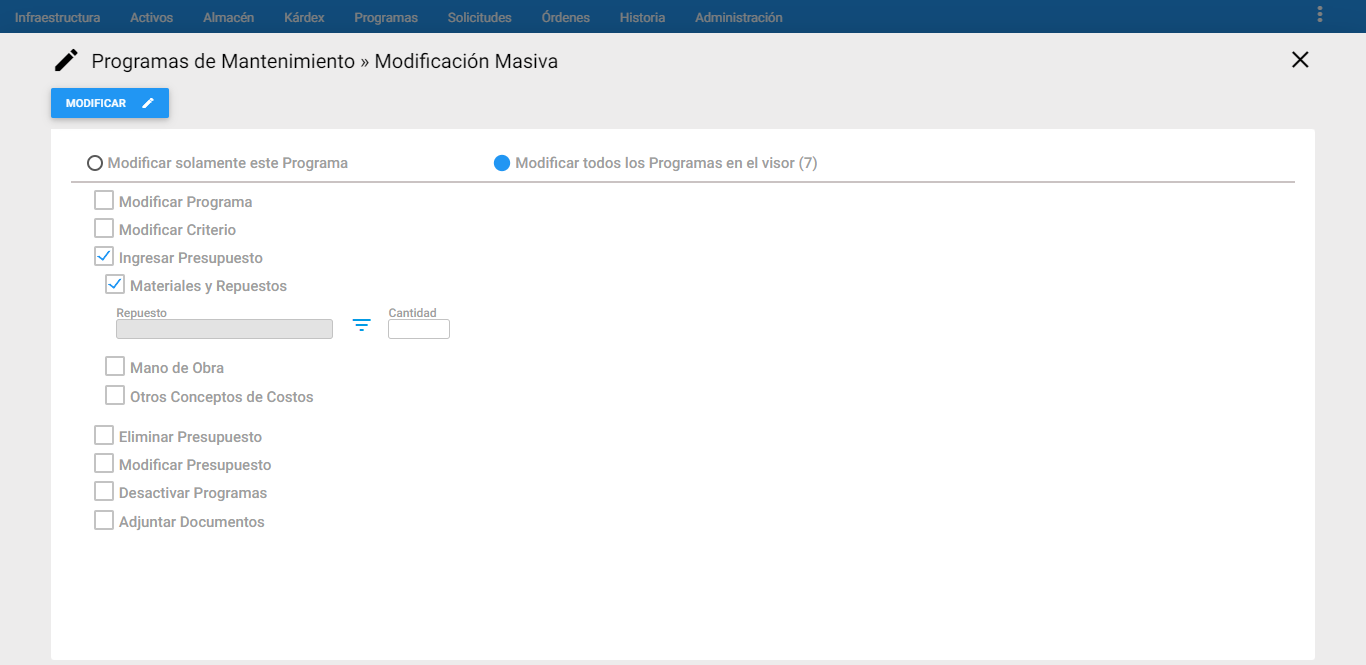 Infraestructura Activos Almacén Kárdex Programas Solicitudes Órdenes Historia Administración
Programas de Mantenimiento » Modificación Masiva
MODIFICAR
Modificar solamente este Programa Modificar todos los Programas en el visor (7)
Modificar Programa
Modificar Criterio
Ingresar Presupuesto
Materiales y Repuestos
Repuesto Cantidad
Mano de Obra
Otros Conceptos de Costos
Eliminar Presupuesto
Modificar Presupuesto
Desactivar Programas
Adjuntar Documentos